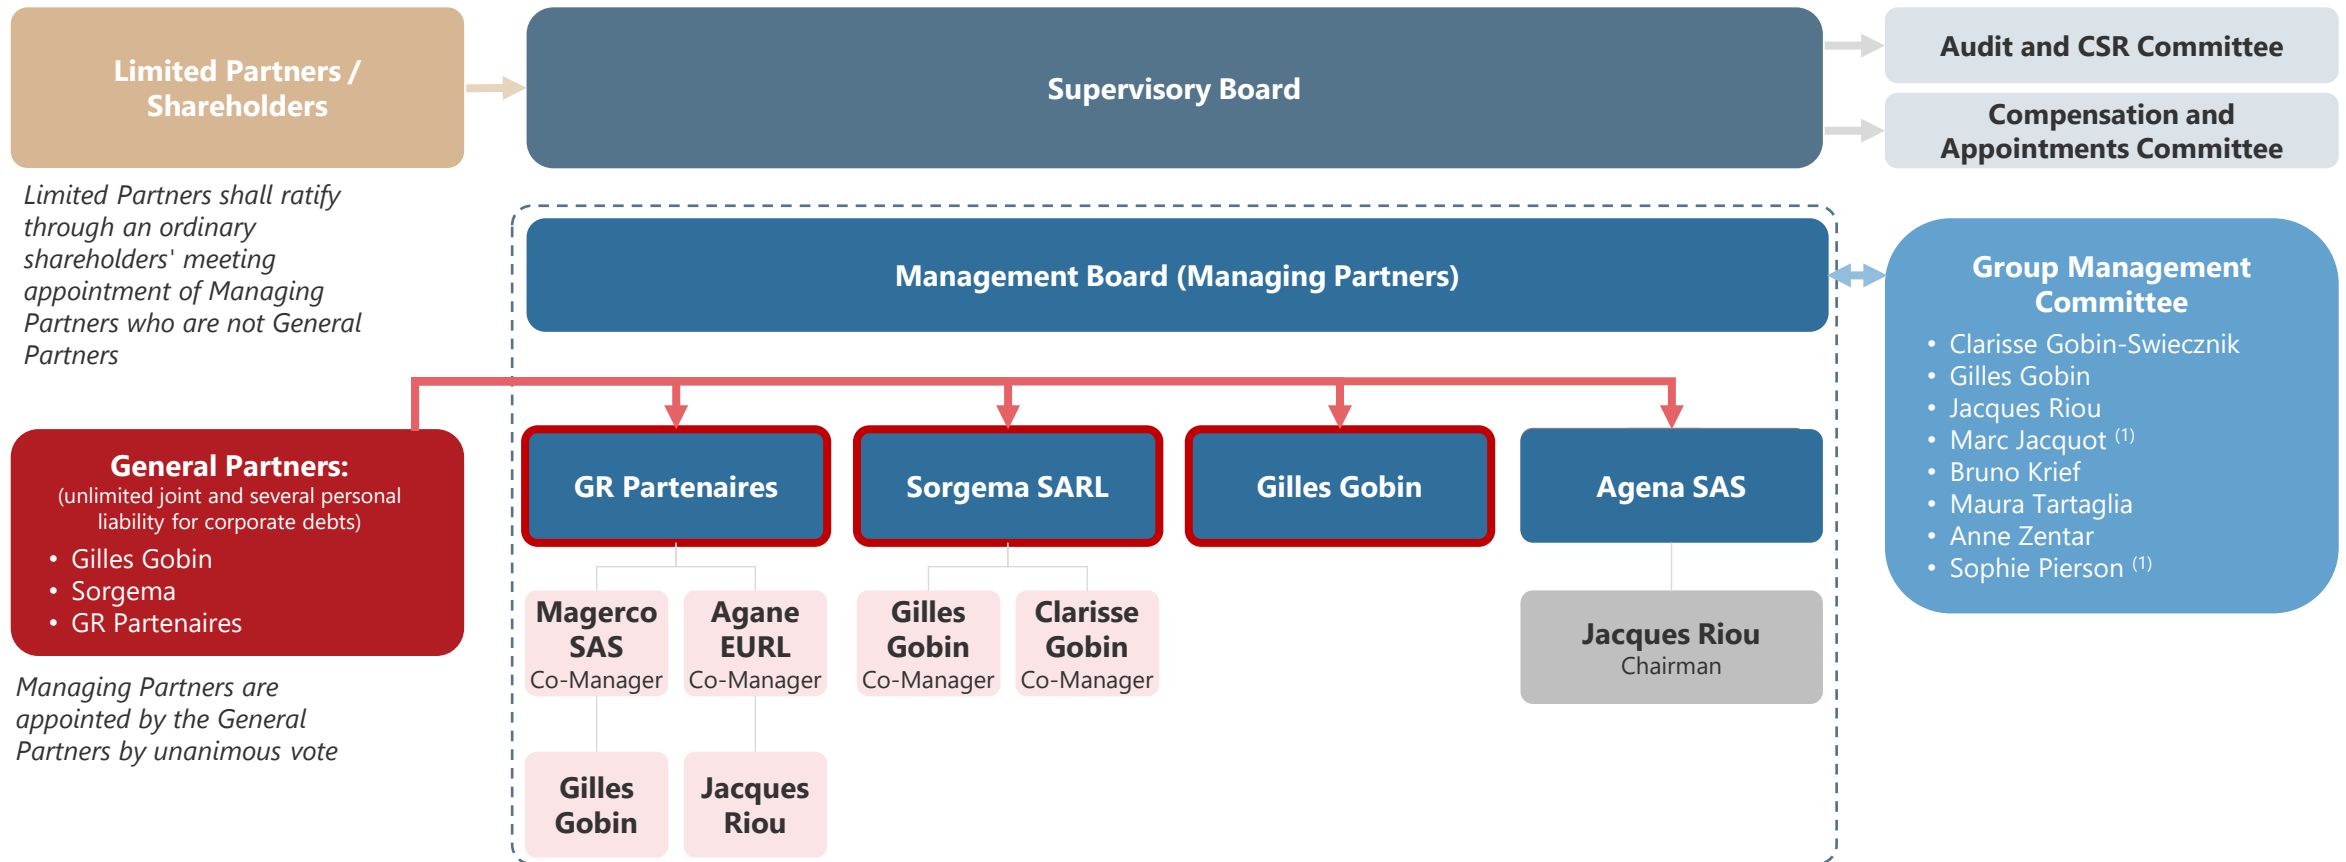 Limited Partners /
Shareholders
Supervisory Board
Audit and CSR Committee
Compensation and
Appointments Committee
Limited Partners shall ratify
through an ordinary
shareholders' meeting
appointment of Managing
Partners who are not General
Partners
Management Board (Managing Partners)
Group Management
Committee
• Clarisse Gobin-Swiecznik
• Gilles Gobin
• Jacques Riou
• Marc Jacquot (1)
• Bruno Krief
• Maura Tartaglia
• Anne Zentar
• Sophie Pierson (1)
General Partners:
(unlimited joint and several personal
liability for corporate debts)
• Gilles Gobin
• Sorgema
• GR Partenaires
Managing Partners are
appointed by the General
Partners by unanimous vote
GR Partenaires
Sorgema SARL
Gilles Gobin
Agena SAS
Magerco
SAS
Co-Manager
Agane
EURL
Co-Manager
Gilles
Gobin
Co-Manager
Clarisse
Gobin
Co-Manager
Jacques Riou
Chairman
Gilles
Gobin
Jacques
Riou